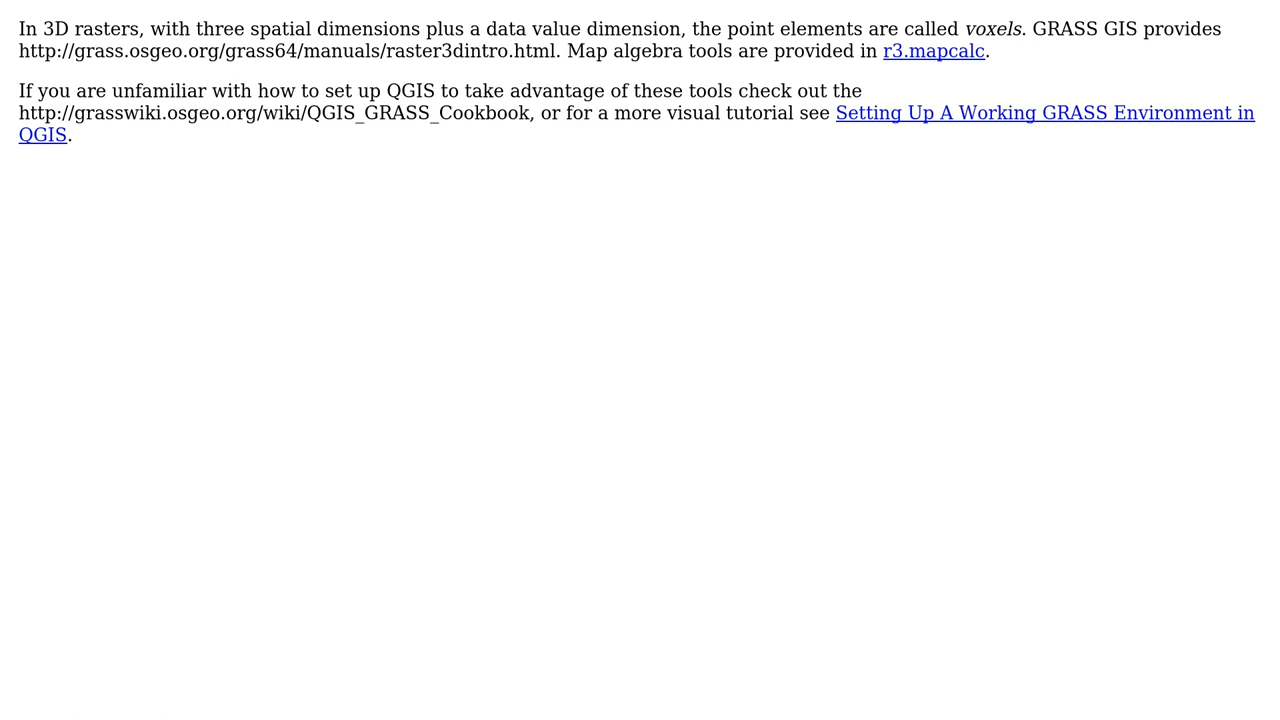 In 3D rasters, with three spatial dimensions plus a data value dimension, the point elements are called voxels. GRASS GIS provides
http://grass.osgeo.org/grass64/manuals/raster3dintro.html. Map algebra tools are provided in r3.mapcalc.
If you are unfamiliar with how to set up QGIS to take advantage of these tools check out the
http://grasswiki.osgeo.org/wiki/QGIS_GRASS_Cookbook, or for a more visual tutorial see Setting Up A Working GRASS Environment in
QGIS.